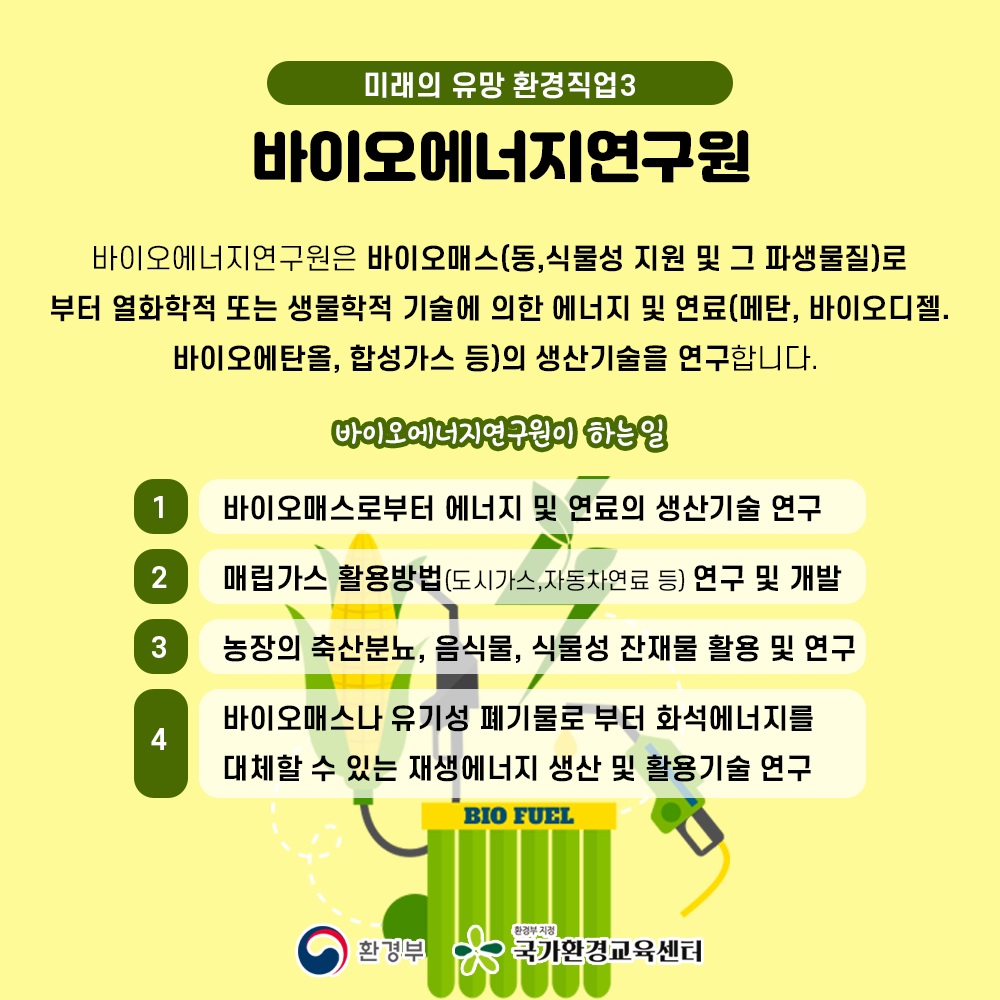 미래의 유망 환경직업3
바이오에너지연구원
바이오에너지연구원은 바이오매스(동,식물성 지원 및 그 파생물질)로
부터 열화학적 또는 생물학적 기술에 의한 에너지 및 연료(메탄, 바이오디젤.
바이오에탄올, 합성가스 등)의 생산기술을 연구합니다.
바이오에너지연구원이 하는일
1 바이오매스로부터 에너지 및 연료의 생산기술 연구
2 매립가스 활용방법(도시가스,자동차연료 등) 연구 및 개발
3 농장의 축산분뇨, 음식물, 식물성 잔재물 활용 및 연구
4 바이오매스나 유기성 폐기물로 부터 화석에너지를
대체할 수 있는 재생에너지 생산 및 활용기술 연구
BIO FUEL
환경부
환경부 지정
국가환경교육센터